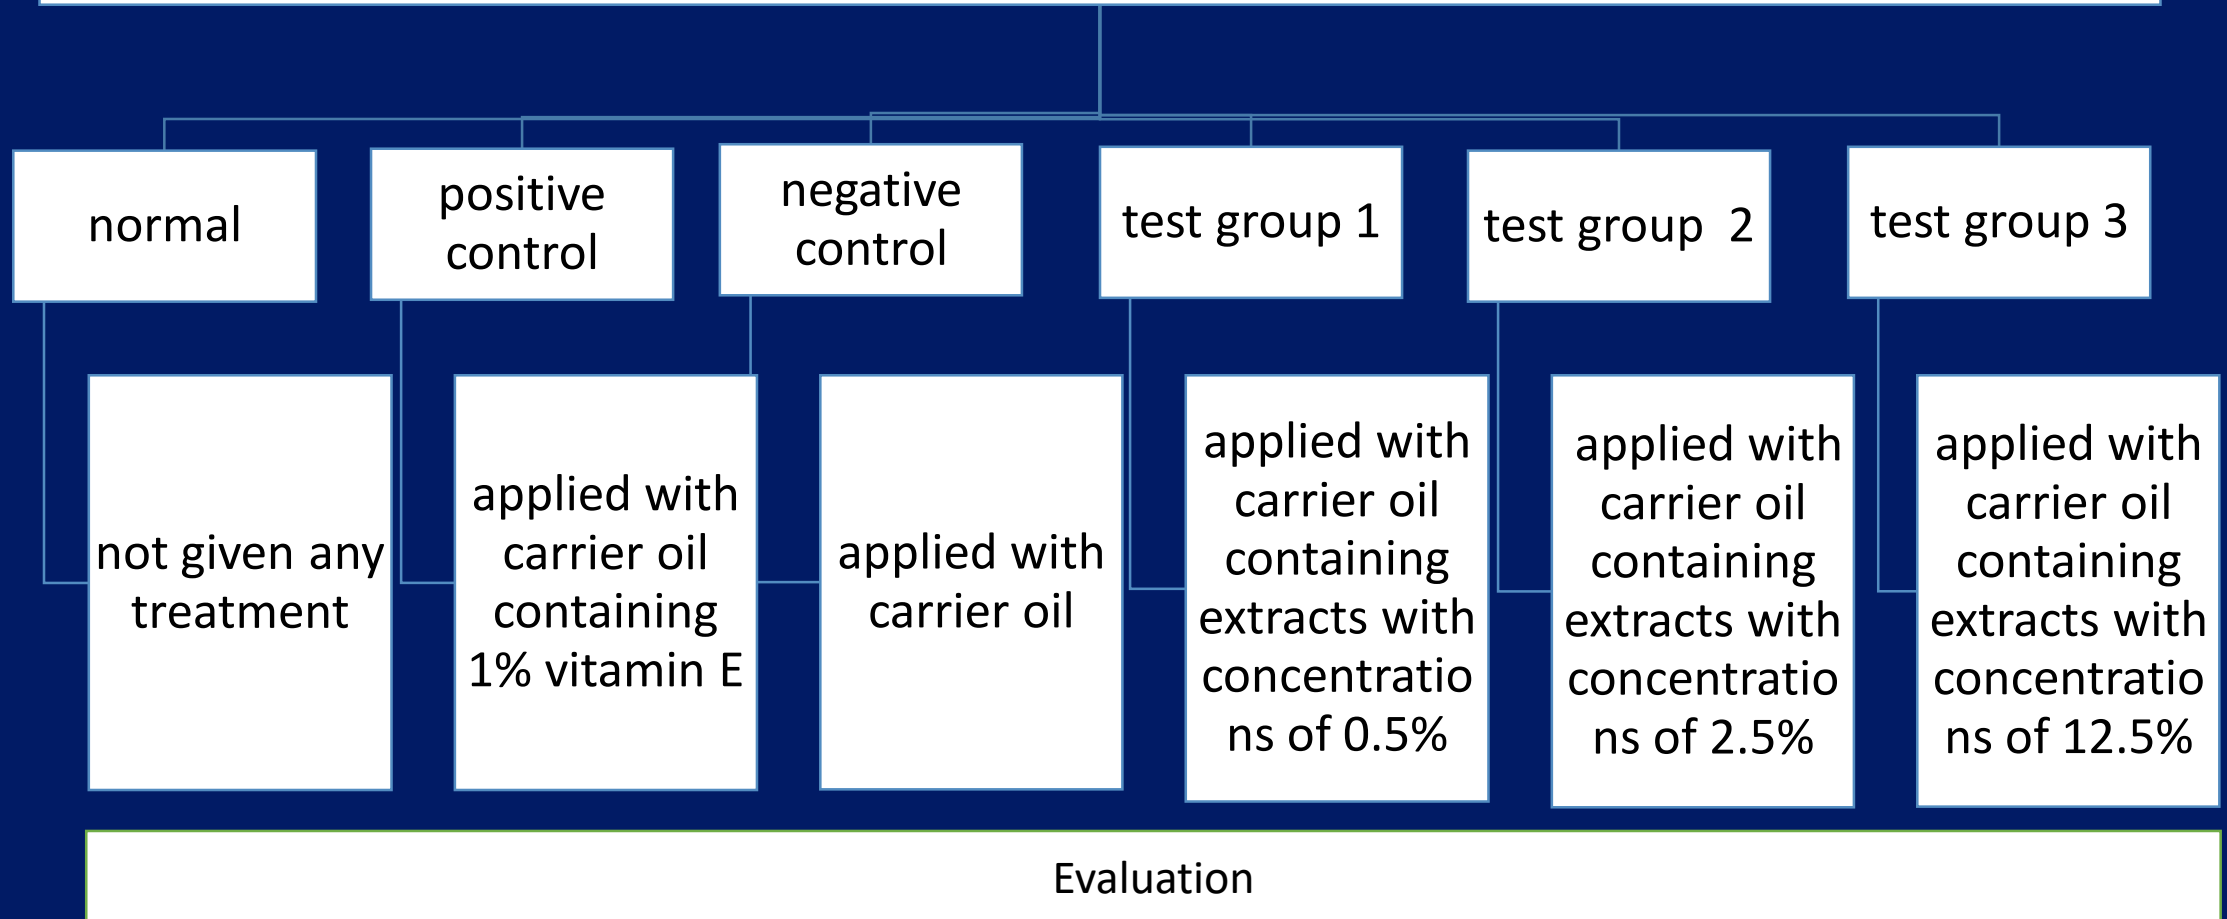 normal
positive
control
negative
control
test group 1
test group  2
test group 3
not given any
treatment
applied with
carrier oil
containing
1% vitamin E
applied with
carrier oil
applied with
carrier oil
containing
extracts with
concentratio
ns of 0.5%
applied with
carrier oil
containing
extracts with
concentratio
ns of 2.5%
applied with
carrier oil
containing
extracts with
concentratio
ns of 12.5%
Evaluation